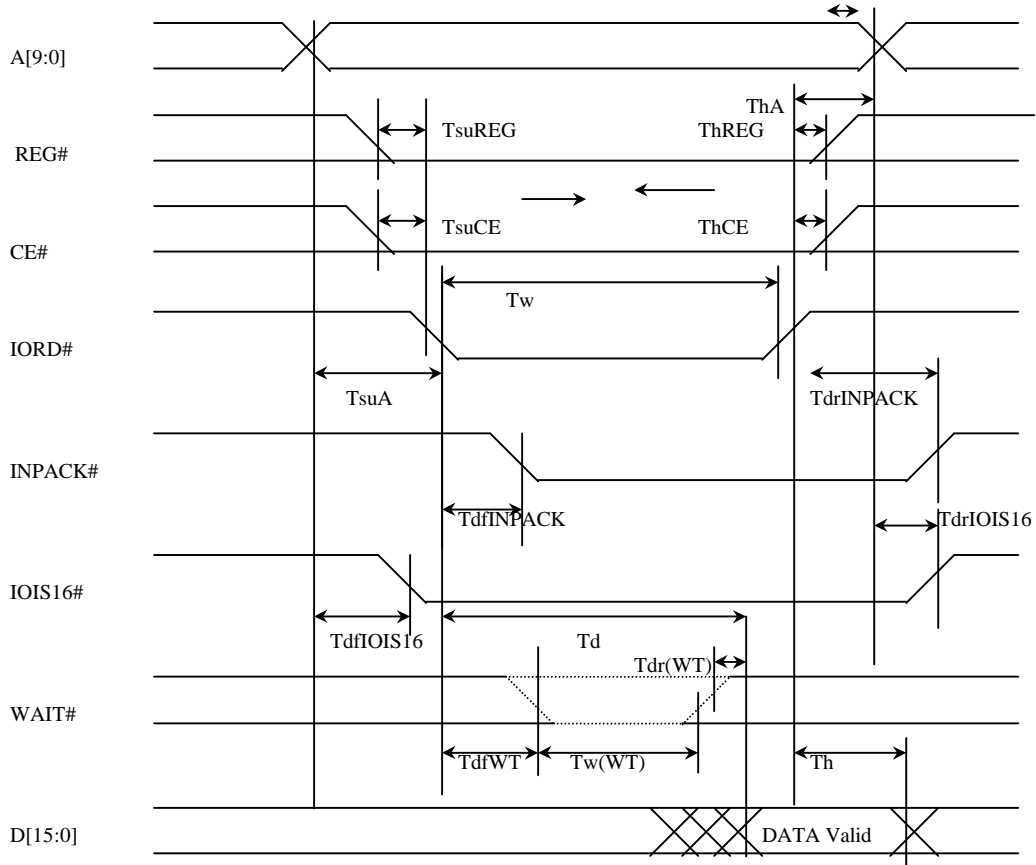 A[9:0]
ThA
TsuREG
ThREG
REG#
TsuCE
ThCE
CE#
Tw
IORD#
TsuA
TdrINPACK
INPACK#
TdfINPACK
TdrIOIS16
IOIS16#
TdfIOIS16
Td
Tdr(WT)
WAIT#
TdfWT
Tw(WT)
Th
D[15:0]
DATA Valid